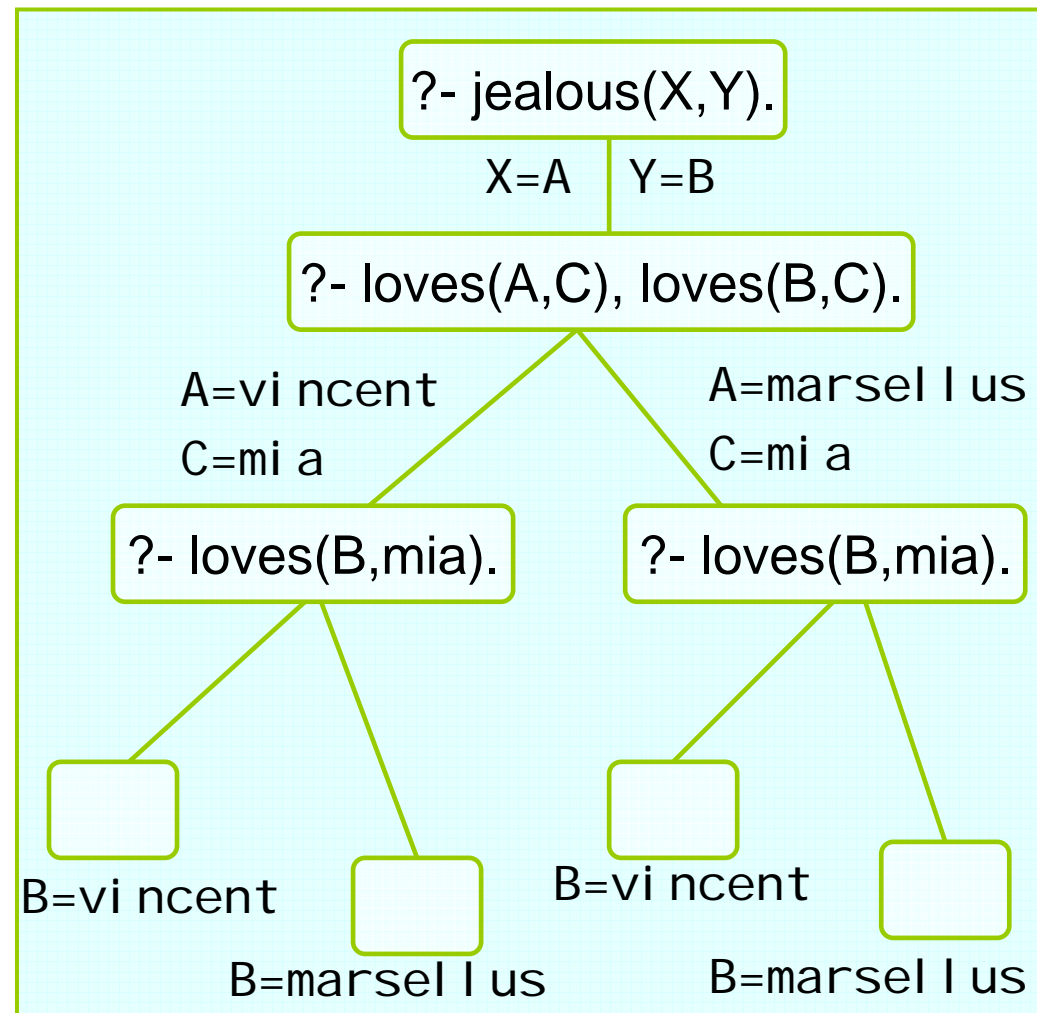 ?- jealous(X,Y).
X=A Y=B
?- loves(A,C), loves(B,C).
A=vincent
C=mia
A=marsellus
C=mia
?- loves(B,mia).
?- loves(B,mia).
B=vincent
B=marsellus
B=vincent
B=marsellus